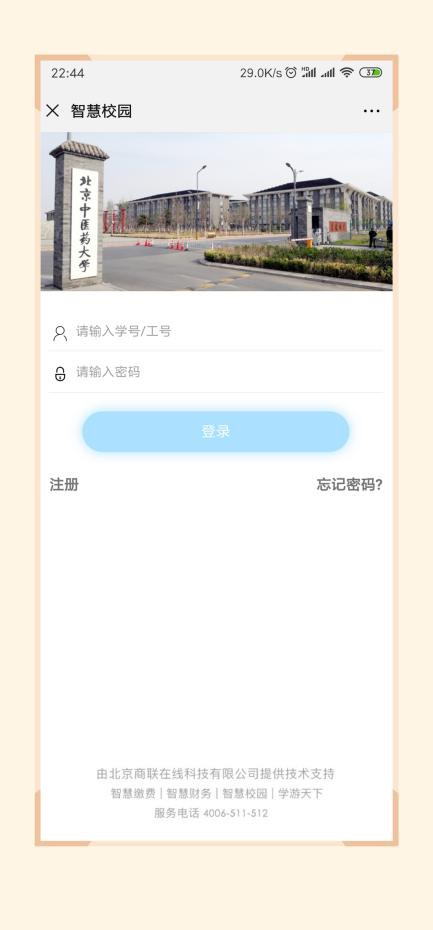 22:44
29.0K/s HD 37
智慧校园
北京中医药大学
请输入学号/工号
请输入密码
登录
注册
忘记密码?
由北京商联在线科技有限公司提供技术支持
智慧缴费 | 智慧财务 | 智慧校园 | 学游天下
服务电话 4006-511-512